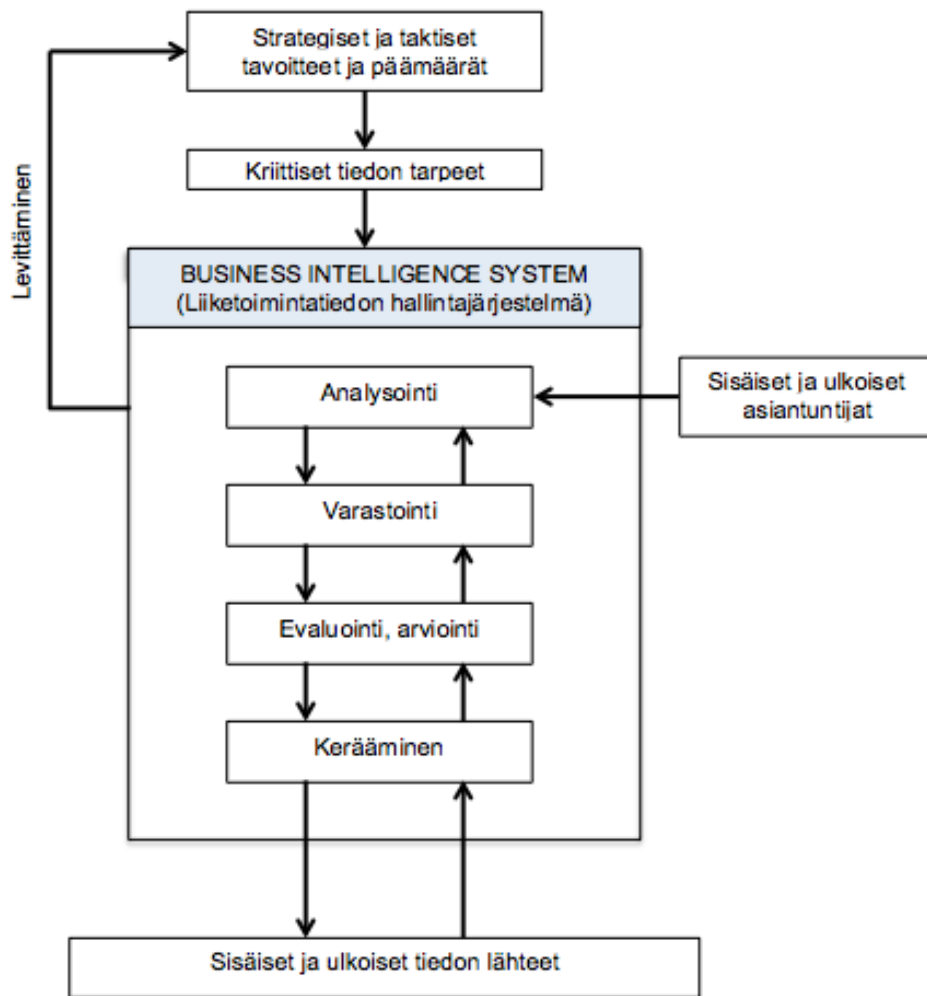 Strategiset ja taktiset
tavoitteet ja päämäärät
Kriittiset tiedon tarpeet
Levittäminen
BUSINESS INTELLIGENCE SYSTEM
(Liiketoimintatiedon hallintajärjestelmä)
Analysointi
Sisäiset ja ulkoiset
asiantuntijat
Varastointi
Evaluointi, arviointi
Kerääminen
Sisäiset ja ulkoiset tiedon lähteet